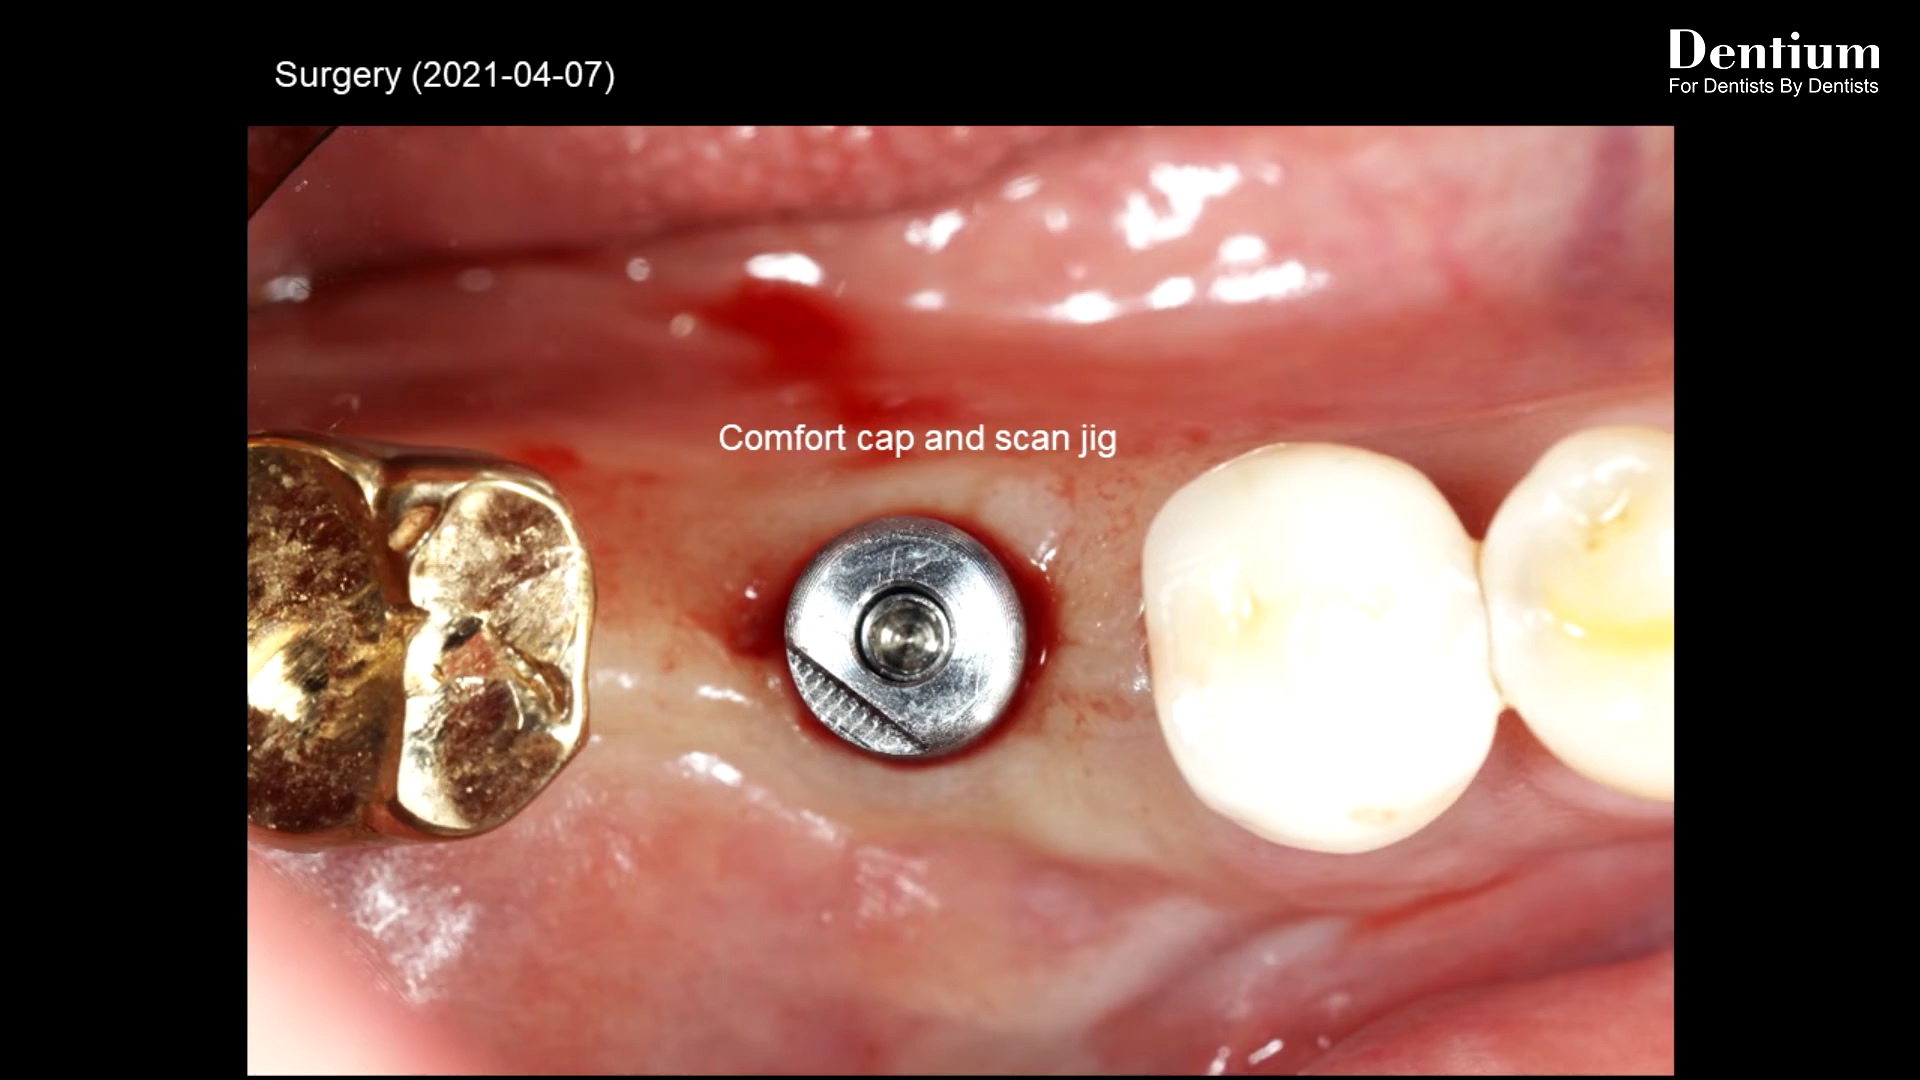 Surgery (2021-04-07)
Dentium
For Dentists By Dentists
Comfort cap and scan jig